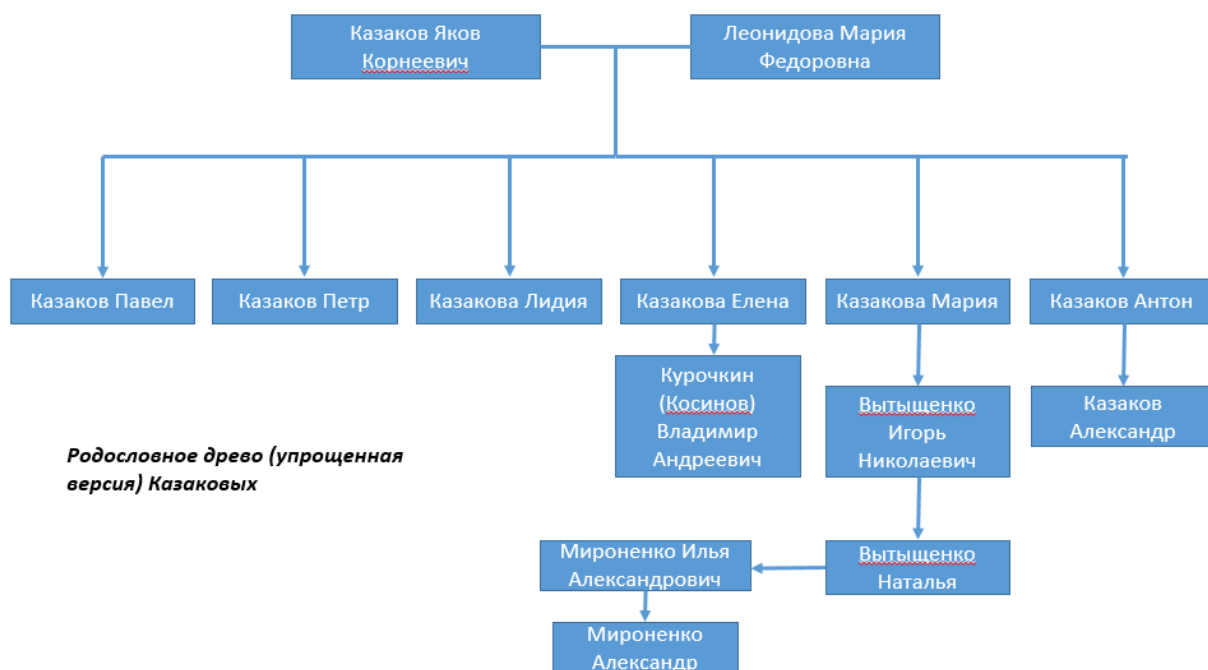 Казаков Яков
Корнеевич
Леонидова Мария
Федоровна
Казаков Павел
Казаков Петр
Казакова Лидия
Казакова Елена
Казакова Мария
Казаков Антон
Курочкин
(Косинов)
Владимир
Андреевич
Вытыщенко
Игорь
Николаевич
Казаков
Александр
Родословное древо (упрощенная
версия) Казаковых
Мироненко Илья
Александрович
Вытыщенко
Наталья
Мироненко
Александр